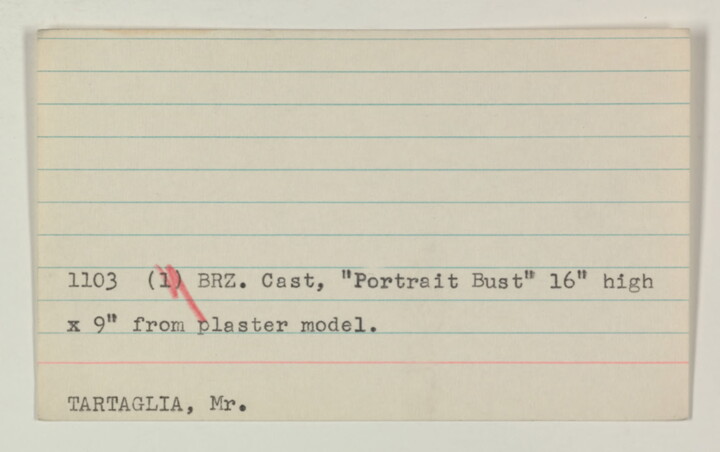 1103 (1) BRZ. Cast, "Portrait Bust" 16" high
x 9" from plaster model.
TARTAGLIA, Mr.